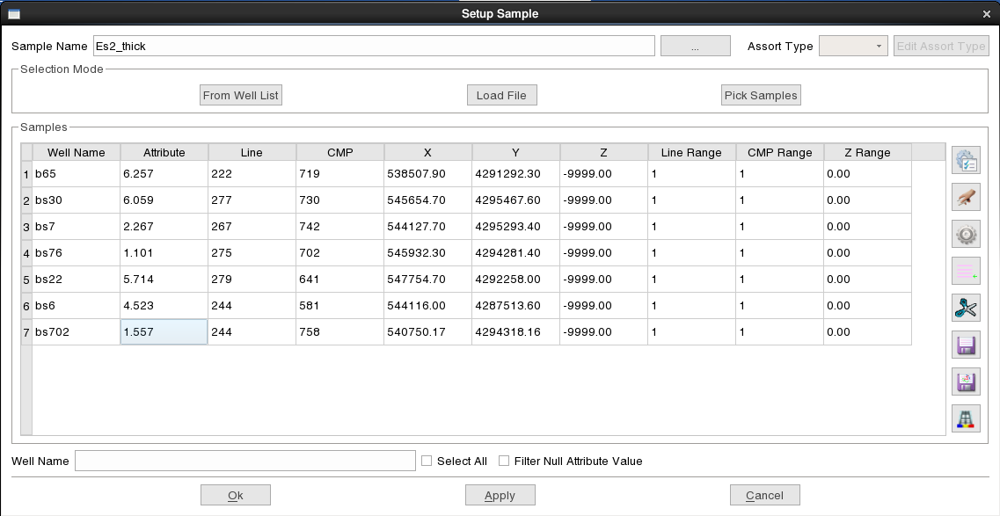 Setup Sample
Sample Name Es2_thick ... Assort Type Edit Assort Type
Selection Mode
From Well List Load File Pick Samples
Samples
Well Name Attribute Line CMP X Y Z Line Range CMP Range Z Range
1 b65 6.257 222 719 538507.90 4291292.30 -9999.00 1 1 0.00
2 bs30 6.059 277 730 545654.70 4295467.60 -9999.00 1 1 0.00
3 bs7 2.267 267 742 544127.70 4295293.40 -9999.00 1 1 0.00
4 bs76 1.101 275 702 545932.30 4294281.40 -9999.00 1 1 0.00
5 bs22 5.714 279 641 547754.70 4292258.00 -9999.00 1 1 0.00
6 bs6 4.523 244 581 544116.00 4287513.60 -9999.00 1 1 0.00
7 bs702 1.557 244 758 540750.17 4294318.16 -9999.00 1 1 0.00
Well Name Select All Filter Null Attribute Value
Ok Apply Cancel